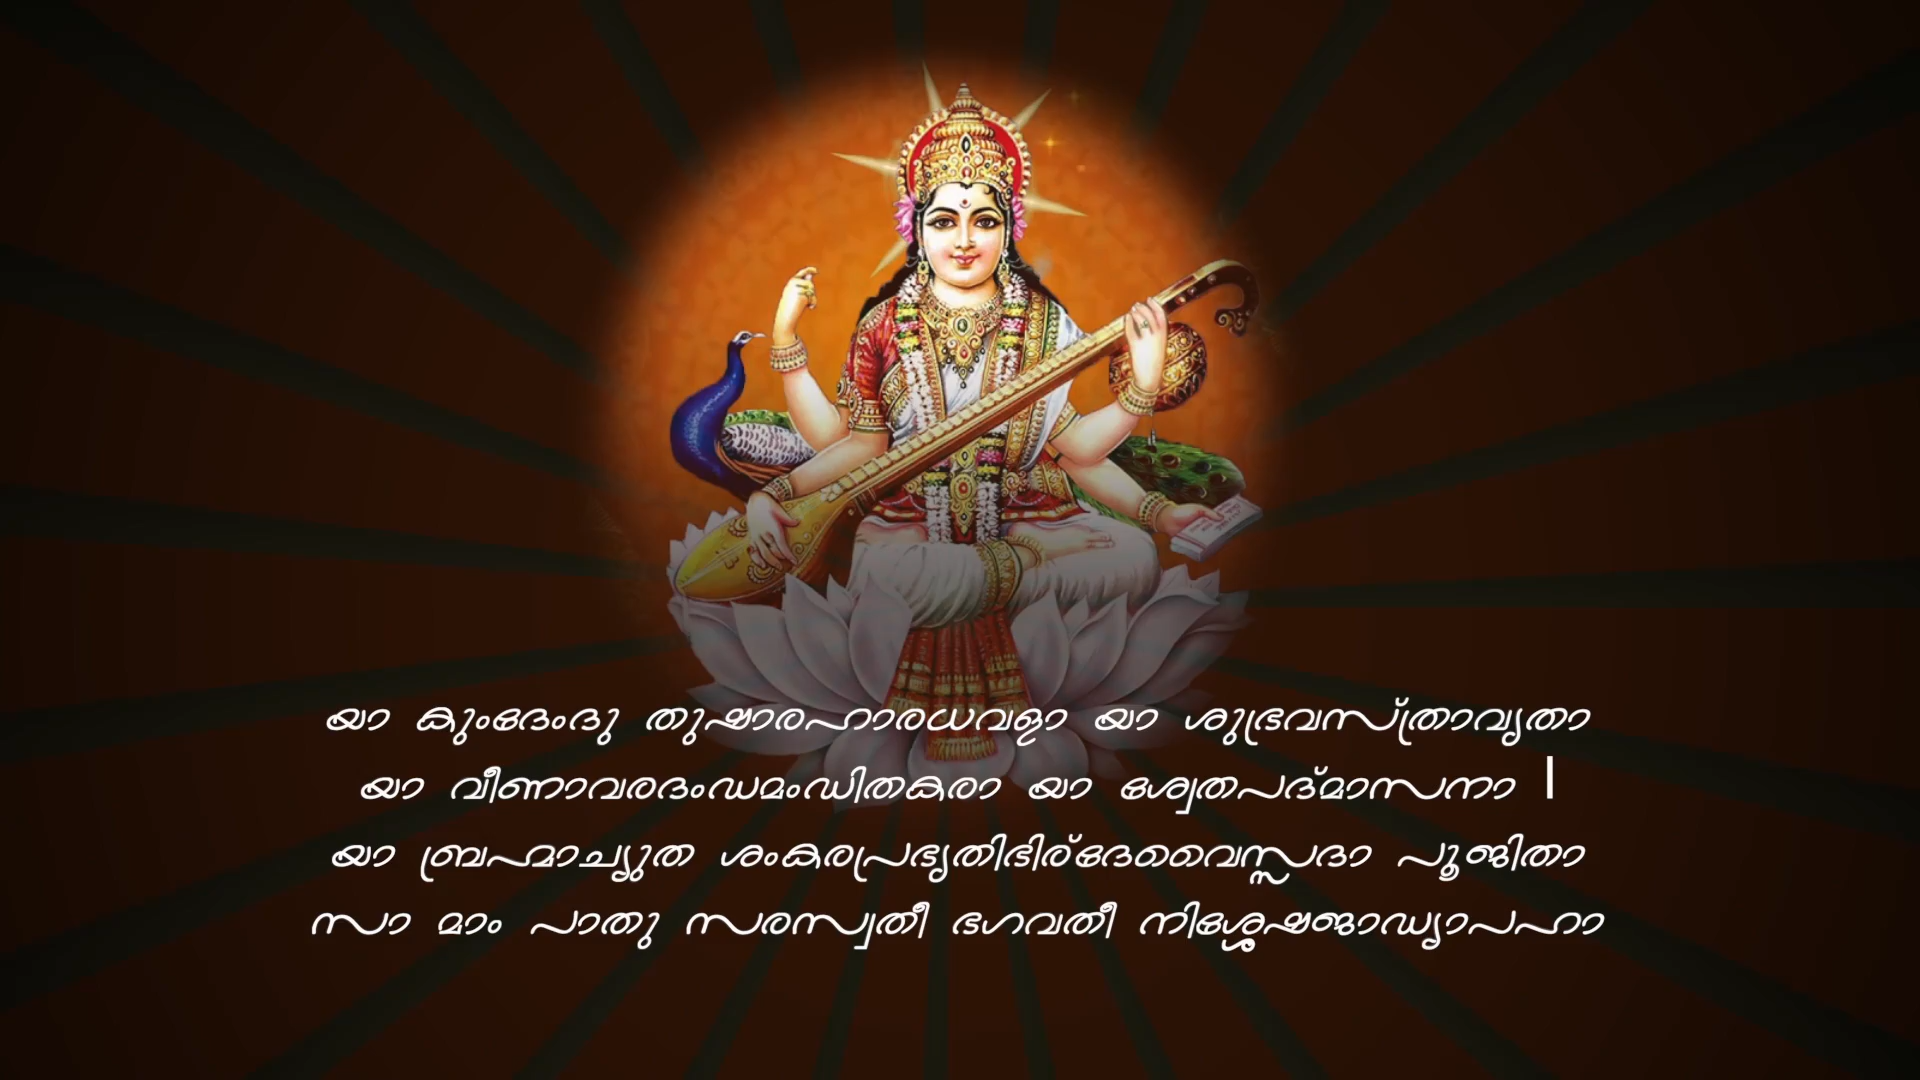 യാ കുംദേംദു തുഷാരഹാരധവളാ യാ ശുഭ്രവസ്ത്രാവൃതാ
യാ വീണാവരദംഡമംഡിതകരാ യാ ശ്വേതപദ്മാസനാ |
യാ ബ്രഹ്മാച്യുത ശംകരപ്രഭൃതിഭിര്ദേവൈസ്സദാ പൂജിതാ
സാ മാം പാതു സരസ്വതീ ഭഗവതീ നിശ്ശേഷജാഡ്യാപഹാ